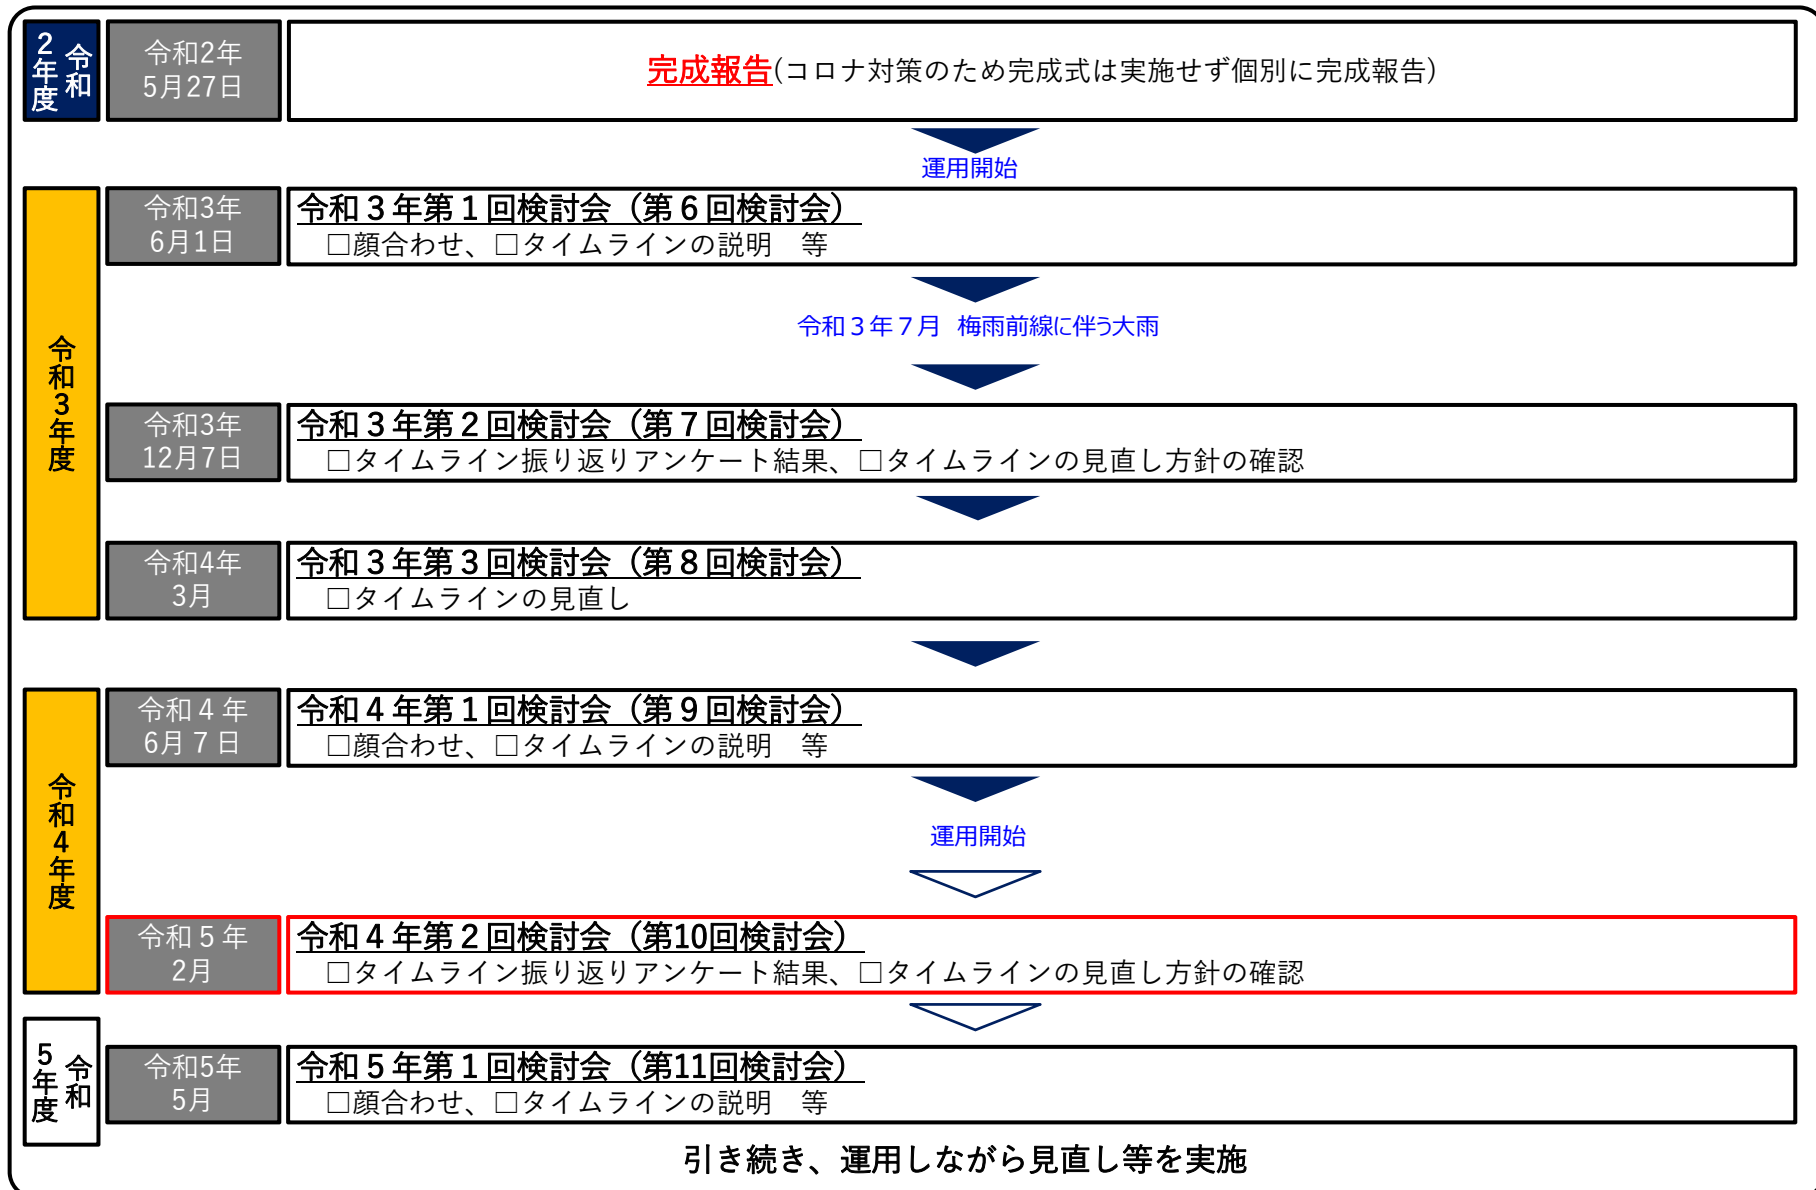 令和2年度
令和2年
5月27日
完成報告(コロナ対策のため完成式は実施せず個別に完成報告)
運用開始
令和3年度
令和3年
6月1日
令和３年第１回検討会（第６回検討会）
□顔合わせ、□タイムラインの説明　等
令和３年７月　梅雨前線に伴う大雨
令和3年
12月7日
令和３年第２回検討会（第７回検討会）
□タイムライン振り返りアンケート結果、□タイムラインの見直し方針の確認
令和4年
3月
令和３年第３回検討会（第８回検討会）
□タイムラインの見直し
令和4年度
令和４年
6月７日
令和４年第１回検討会（第９回検討会）
□顔合わせ、□タイムラインの説明　等
運用開始
令和５年
2月
令和４年第２回検討会（第10回検討会）
□タイムライン振り返りアンケート結果、□タイムラインの見直し方針の確認
令和5年度
令和5年
5月
令和５年第１回検討会（第11回検討会）
□顔合わせ、□タイムラインの説明　等
引き続き、運用しながら見直し等を実施